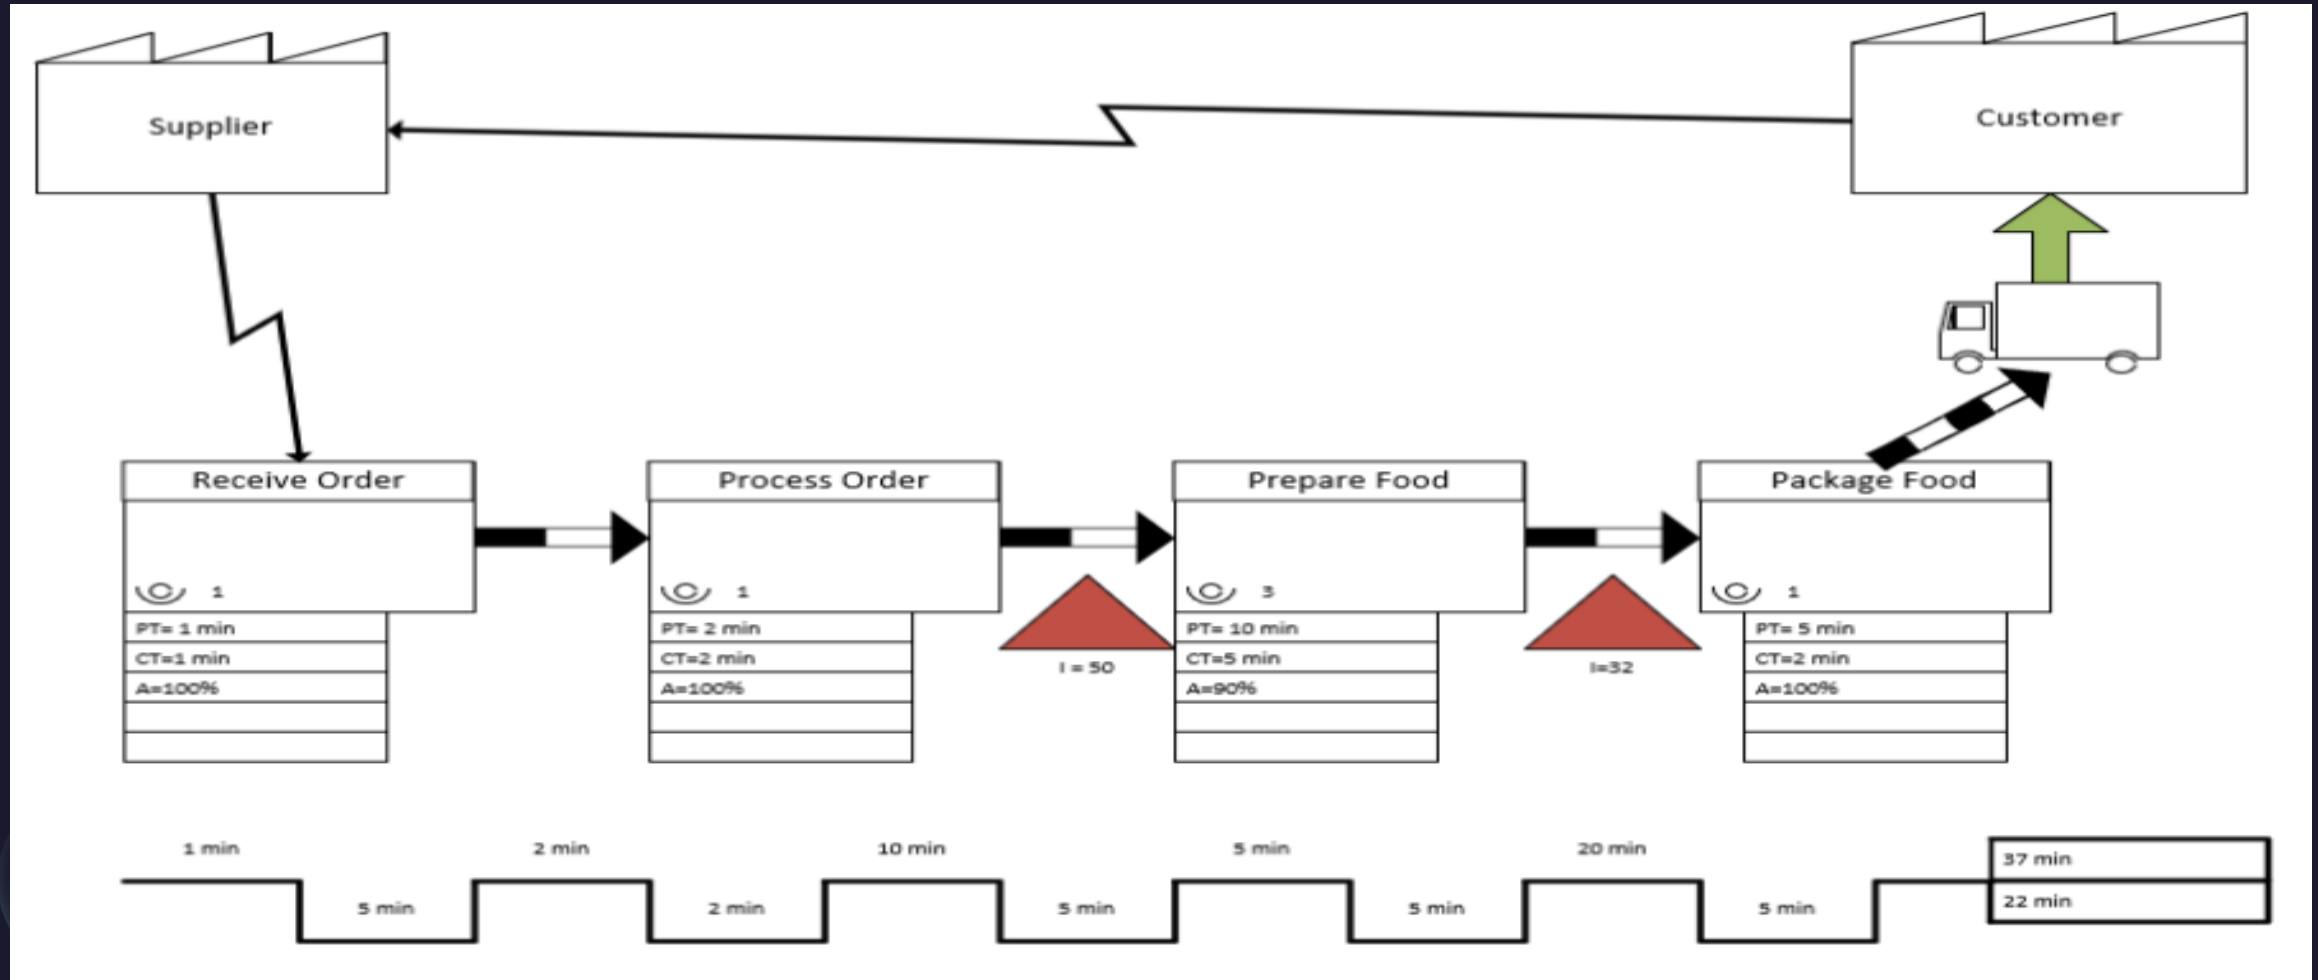 Supplier
Customer
Receive Order
1
PT= 1 min
CT=1 min
A=100%
Process Order
1
PT= 2 min
CT=2 min
A=100%
I = 50
Prepare Food
3
PT= 10 min
CT=5 min
A=90%
I=32
Package Food
1
PT= 5 min
CT=2 min
A=100%
1 min
5 min
2 min
2 min
10 min
5 min
5 min
5 min
20 min
5 min
37 min
22 min